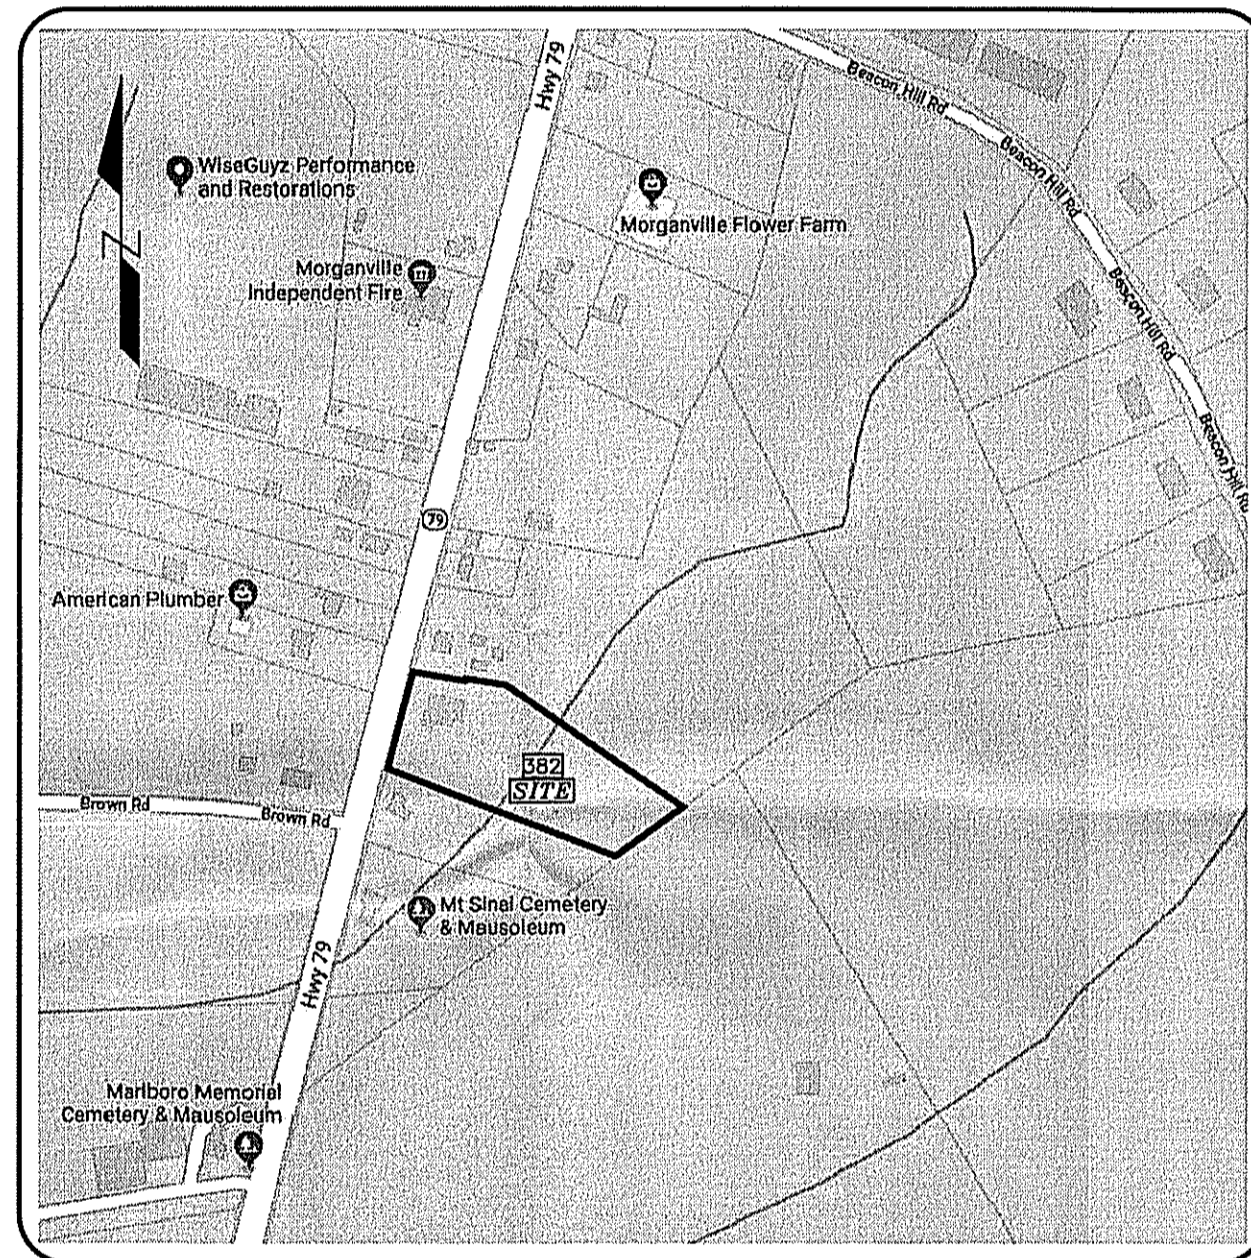 Hwy 79
Beacon Hill Rd
Beacon Hill Rd
Beacon Hill Rd
Beacon Hill Rd
WiseGuyz Performance
and Restorations
Morganville Flower Farm
Morganville
Independent Fire
N
79
American Plumber
382
SITE
Brown Rd
Brown Rd
Mt Sinai Cemetery
& Mausoleum
Hwy 79
Marlboro Memorial
Cemetery & Mausoleum